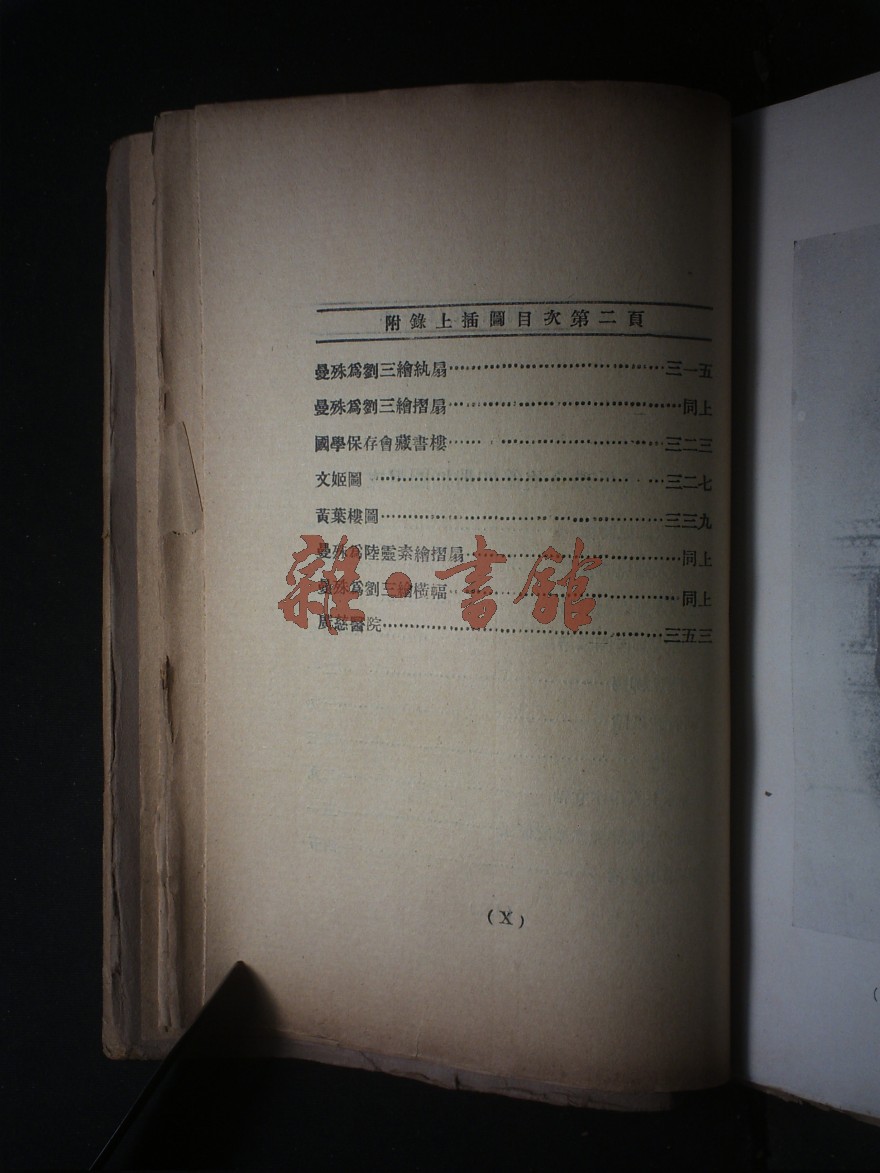 附錄上插圖目次第二頁
曼殊爲劉三繪紈扇…………三一五
曼殊爲劉三繪摺扇…………同上
國學保存會藏書樓…………三二三
文姬圖…………三二七
黃葉樓圖…………三三九
曼殊爲陸靈素繪摺扇…………同上
曼殊爲劉三繪橫幅…………同上
廣慈醫院…………三五三
雜·書館
(X)